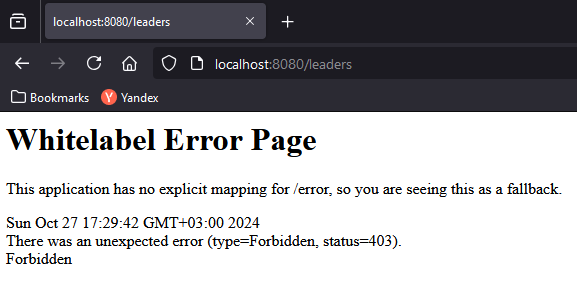 localhost:8080/leaders
localhost:8080/leaders
Bookmarks
Y Yandex
Whitelabel Error Page
This application has no explicit mapping for /error, so you are seeing this as a fallback.
Sun Oct 27 17:29:42 GMT+03:00 2024
There was an unexpected error (type=Forbidden, status=403).
Forbidden